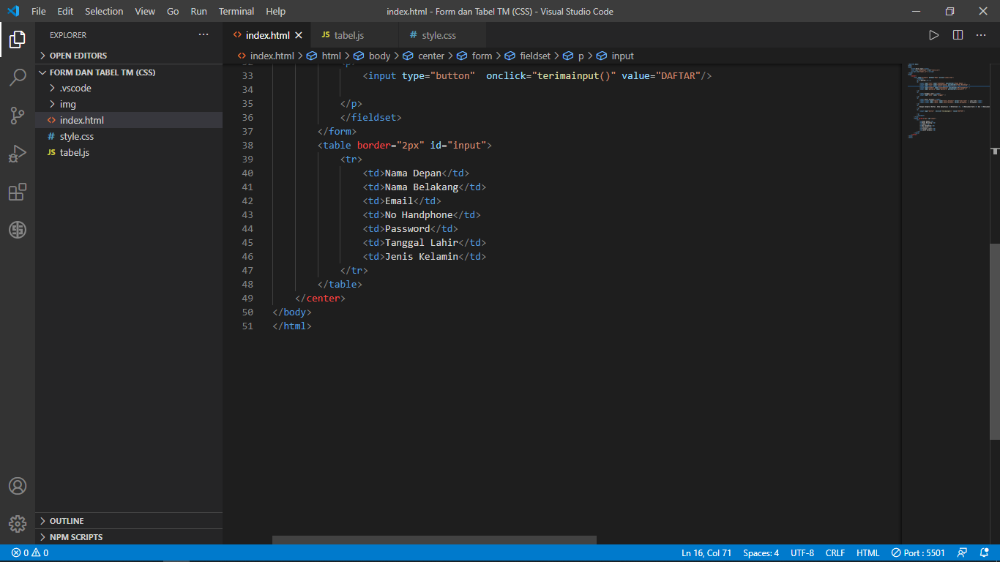 File Edit Selection View Go Run Terminal Help index.html - Form dan Tabel TM (CSS) - Visual Studio Code
EXPLORER
OPEN EDITORS
FORM DAN TABEL TM (CSS)
.vscode
img
index.html
# style.css
JS tabel.js
OUTLINE
NPM SCRIPTS
index.html JS tabel.js # style.css
index.html > html > body > center > form > fieldset > p > input
33 <input type="button"  onclick="terimainput()" value="DAFTAR"/>
34
35 </p>
36 </fieldset>
37 </form>
38 <table border="2px" id="input">
39 <tr>
40 <td>Nama Depan</td>
41 <td>Nama Belakang</td>
42 <td>Email</td>
43 <td>No Handphone</td>
44 <td>Password</td>
45 <td>Tanggal Lahir</td>
46 <td>Jenis Kelamin</td>
47 </tr>
48 </table>
49 </center>
50 </body>
51 </html>
0 0 Ln 16, Col 71 Spaces: 4 UTF-8 CRLF HTML Port : 5501